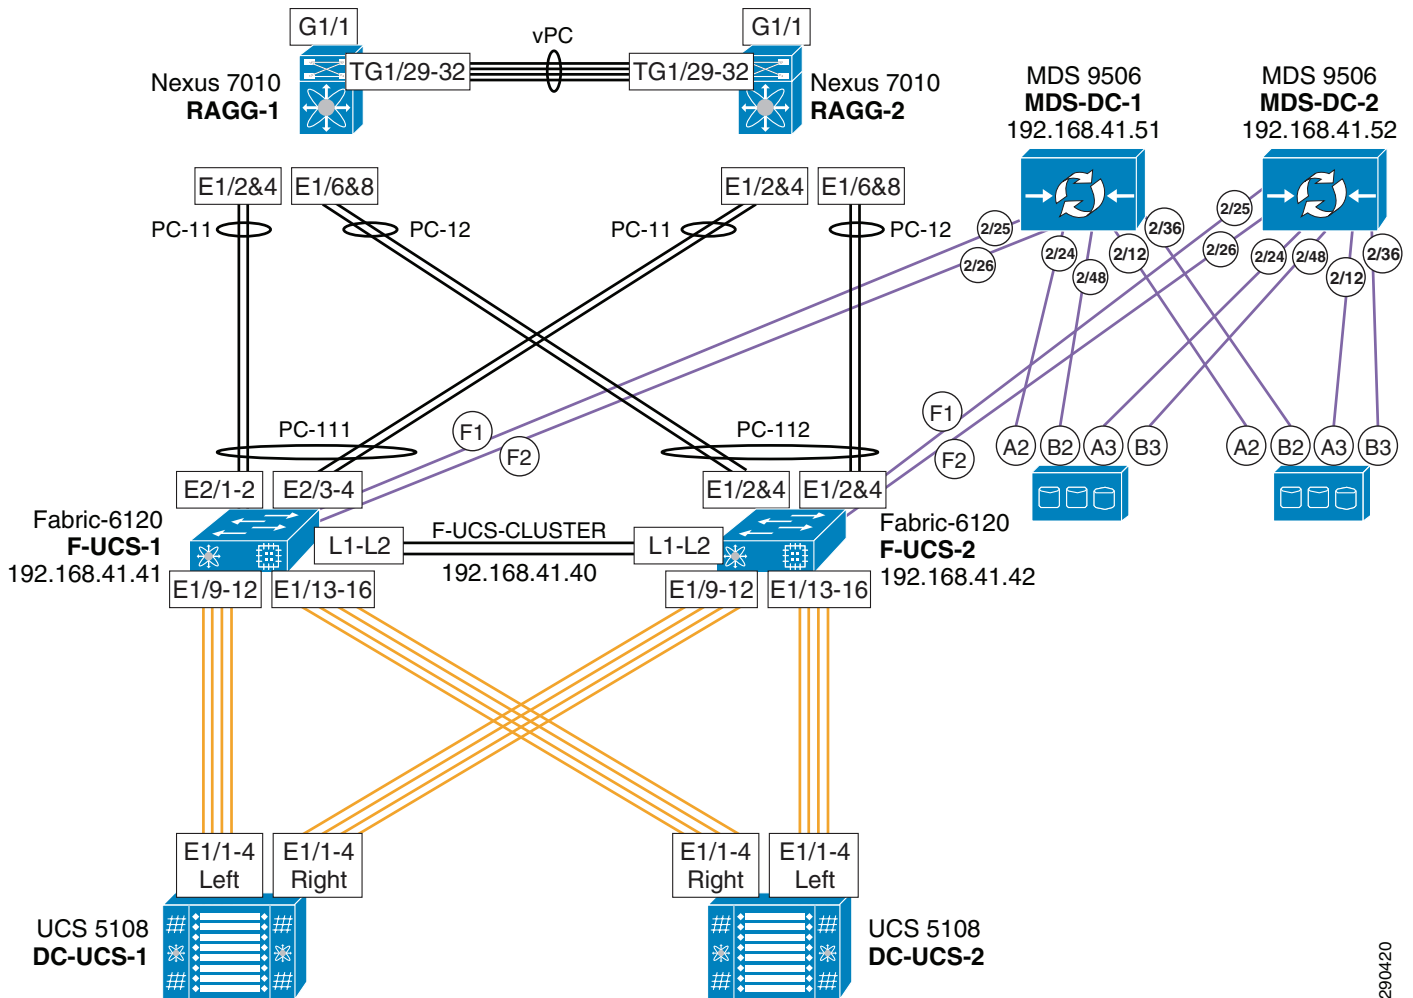 G1/1
G1/1
vPC
TG1/29-32
TG1/29-32
Nexus 7010
RAGG-1
Nexus 7010
RAGG-2
MDS 9506
MDS-DC-1
192.168.41.51
MDS 9506
MDS-DC-2
192.168.41.52
E1/2&4
E1/6&8
E1/2&4
E1/6&8
PC-11
PC-12
PC-11
PC-12
2/25
2/26
2/24
2/48
2/12
2/36
2/25
2/26
2/24
2/48
2/12
2/36
F1
F2
F1
F2
PC-111
PC-112
A2
B2
A3
B3
A2
B2
A3
B3
E2/1-2
E2/3-4
E1/2&4
E1/2&4
Fabric-6120
F-UCS-1
192.168.41.41
L1-L2
F-UCS-CLUSTER
192.168.41.40
L1-L2
Fabric-6120
F-UCS-2
192.168.41.42
E1/9-12
E1/13-16
E1/9-12
E1/13-16
E1/1-4
Left
E1/1-4
Right
E1/1-4
Right
E1/1-4
Left
UCS 5108
DC-UCS-1
UCS 5108
DC-UCS-2
290420